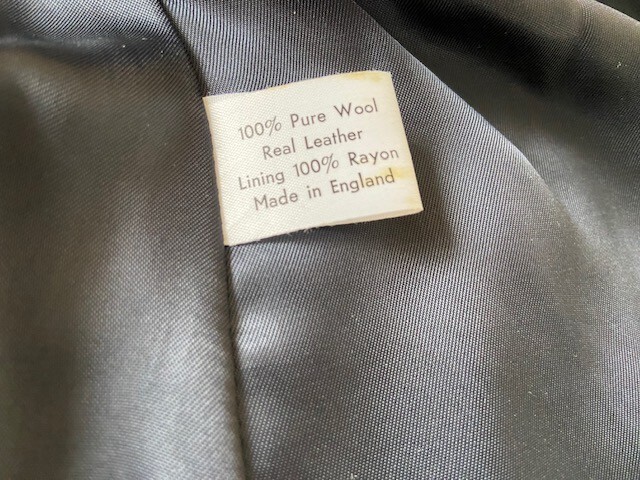 100% Pure Wool
Real Leather
Lining 100% Rayon
Made in England